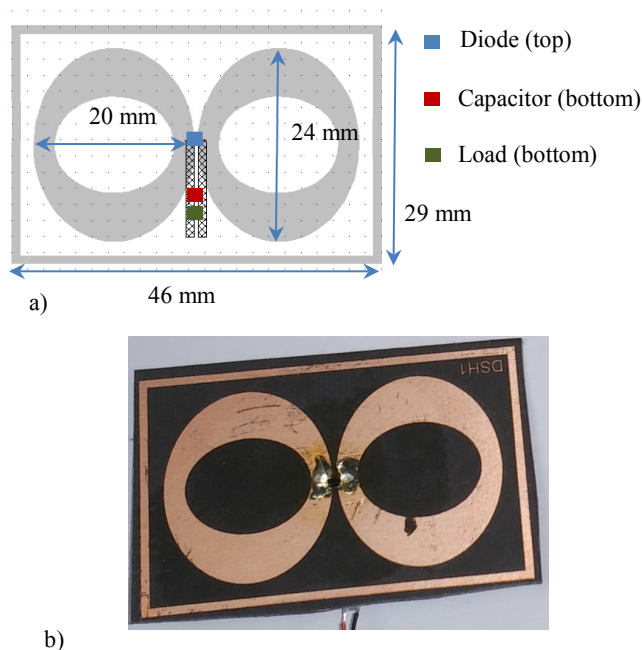 Diode (top)
20 mm
24 mm
Capacitor (bottom)
Load (bottom)
29 mm
46 mm
a)
DSH1
b)